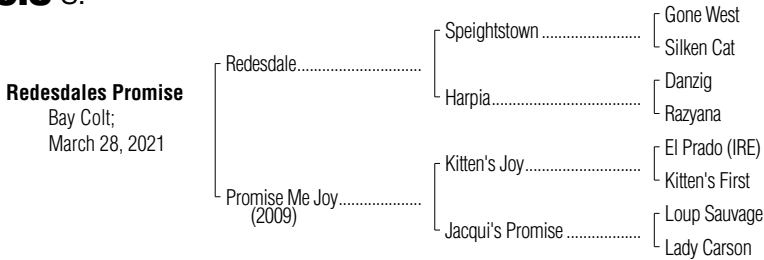 Gone West
Speightstown
Silken Cat
Redesdale
Danzig
Harpia
Razyana
Redesdales Promise
Bay Colt;
March 28, 2021
El Prado (IRE)
Kitten's Joy
Kitten's First
Promise Me Joy
(2009)
Loup Sauvage
Jacqui's Promise
Lady Carson